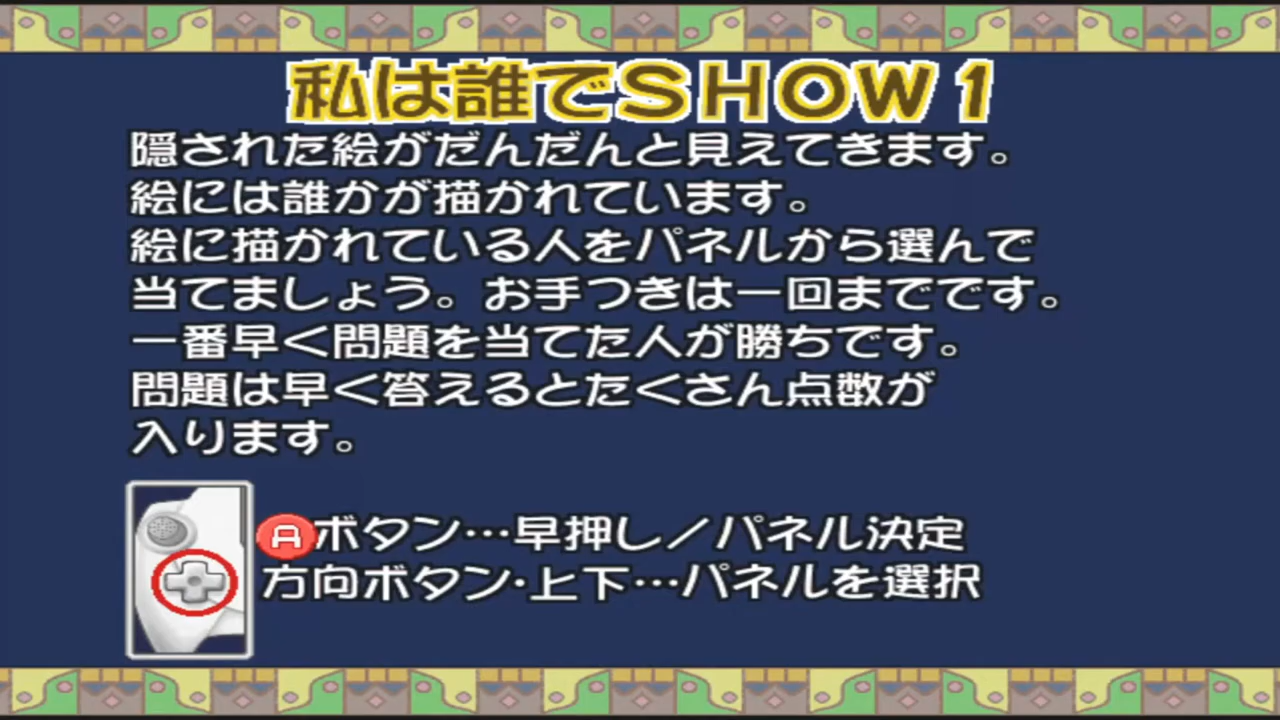 私は誰でSHOW1
隠された絵がだんだんと見えてきます。
絵には誰かが描かれています。
絵に描かれている人をパネルから選んで
当てましょう。お手つきは一回までです。
一番早く問題を当てた人が勝ちです。
問題は早く答えるとたくさん点数が
入ります。
Aボタン…早押し／パネル決定
方向ボタン・上下…パネルを選択